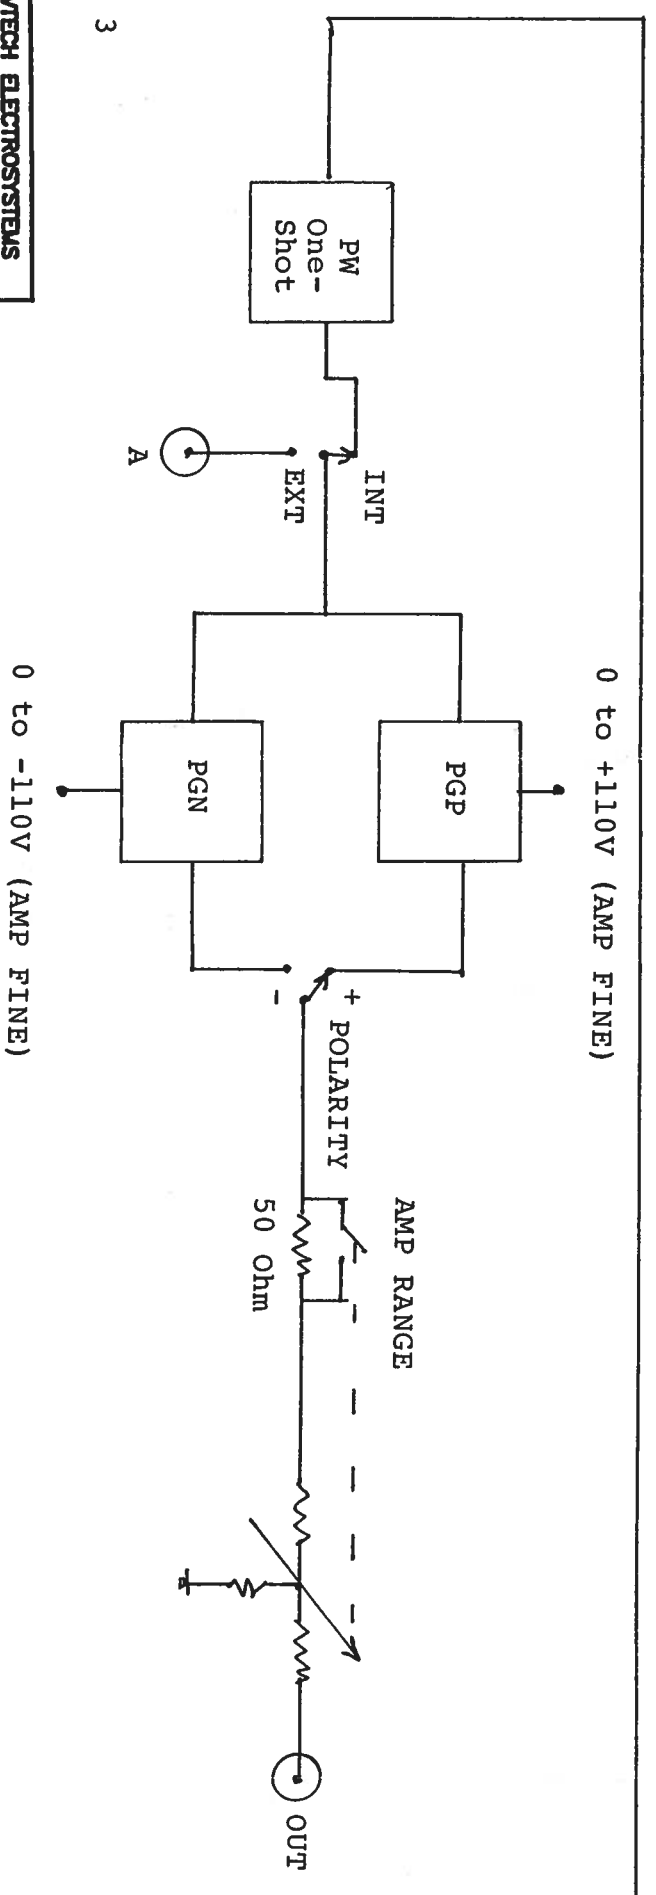 3
VTECH ELECTROSYSTEMS
PW
One-
Shot
INT
EXT
A
0 to +110V (AMP FINE)
PGP
PGN
0 to -110V (AMP FINE)
+
-
POLARITY
AMP RANGE
50 Ohm
OUT